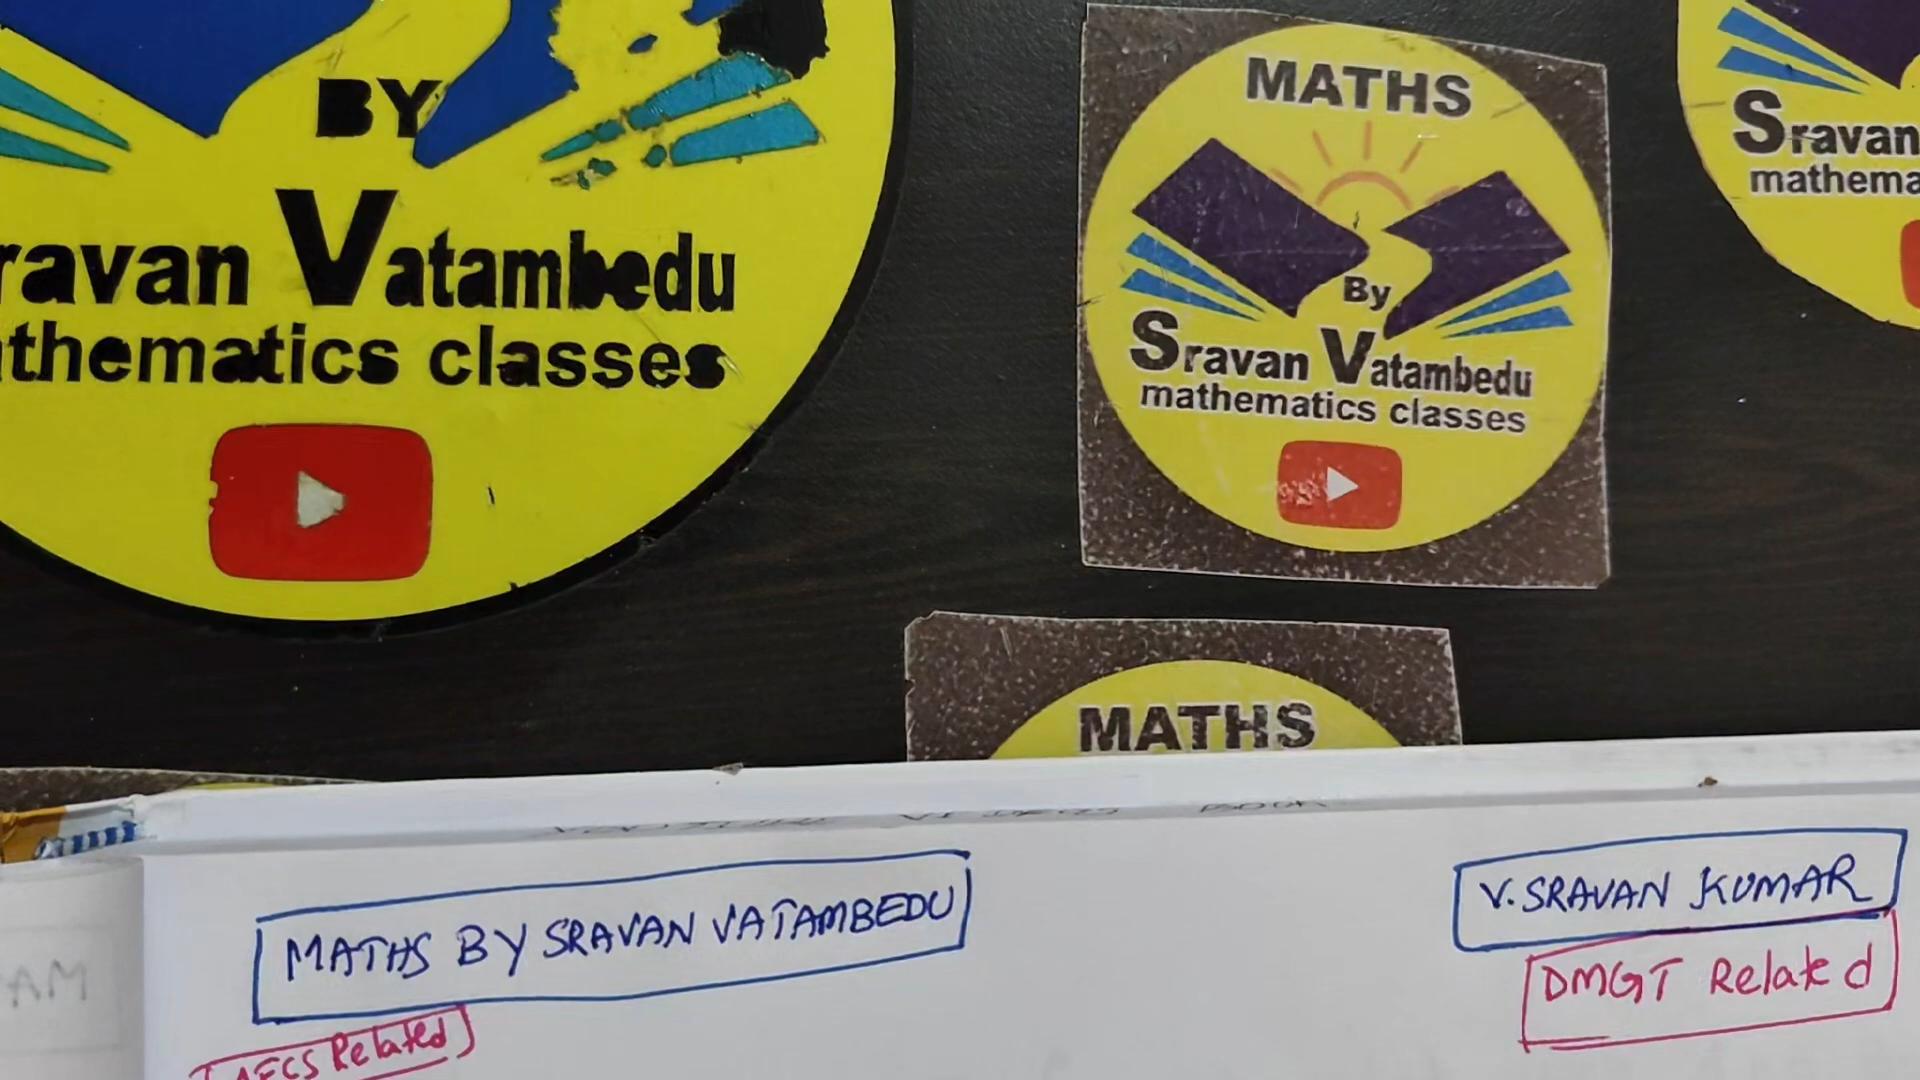 BY
ravan Vatambedu
thematics classes
MATHS
By
Sravan Vatambedu
mathematics classes
Sravan
mathema
MATHS
MATHS BY SRAVAN VATAMBEDU
V. SRAVAN KUMAR
DMGT Related
AM
Related